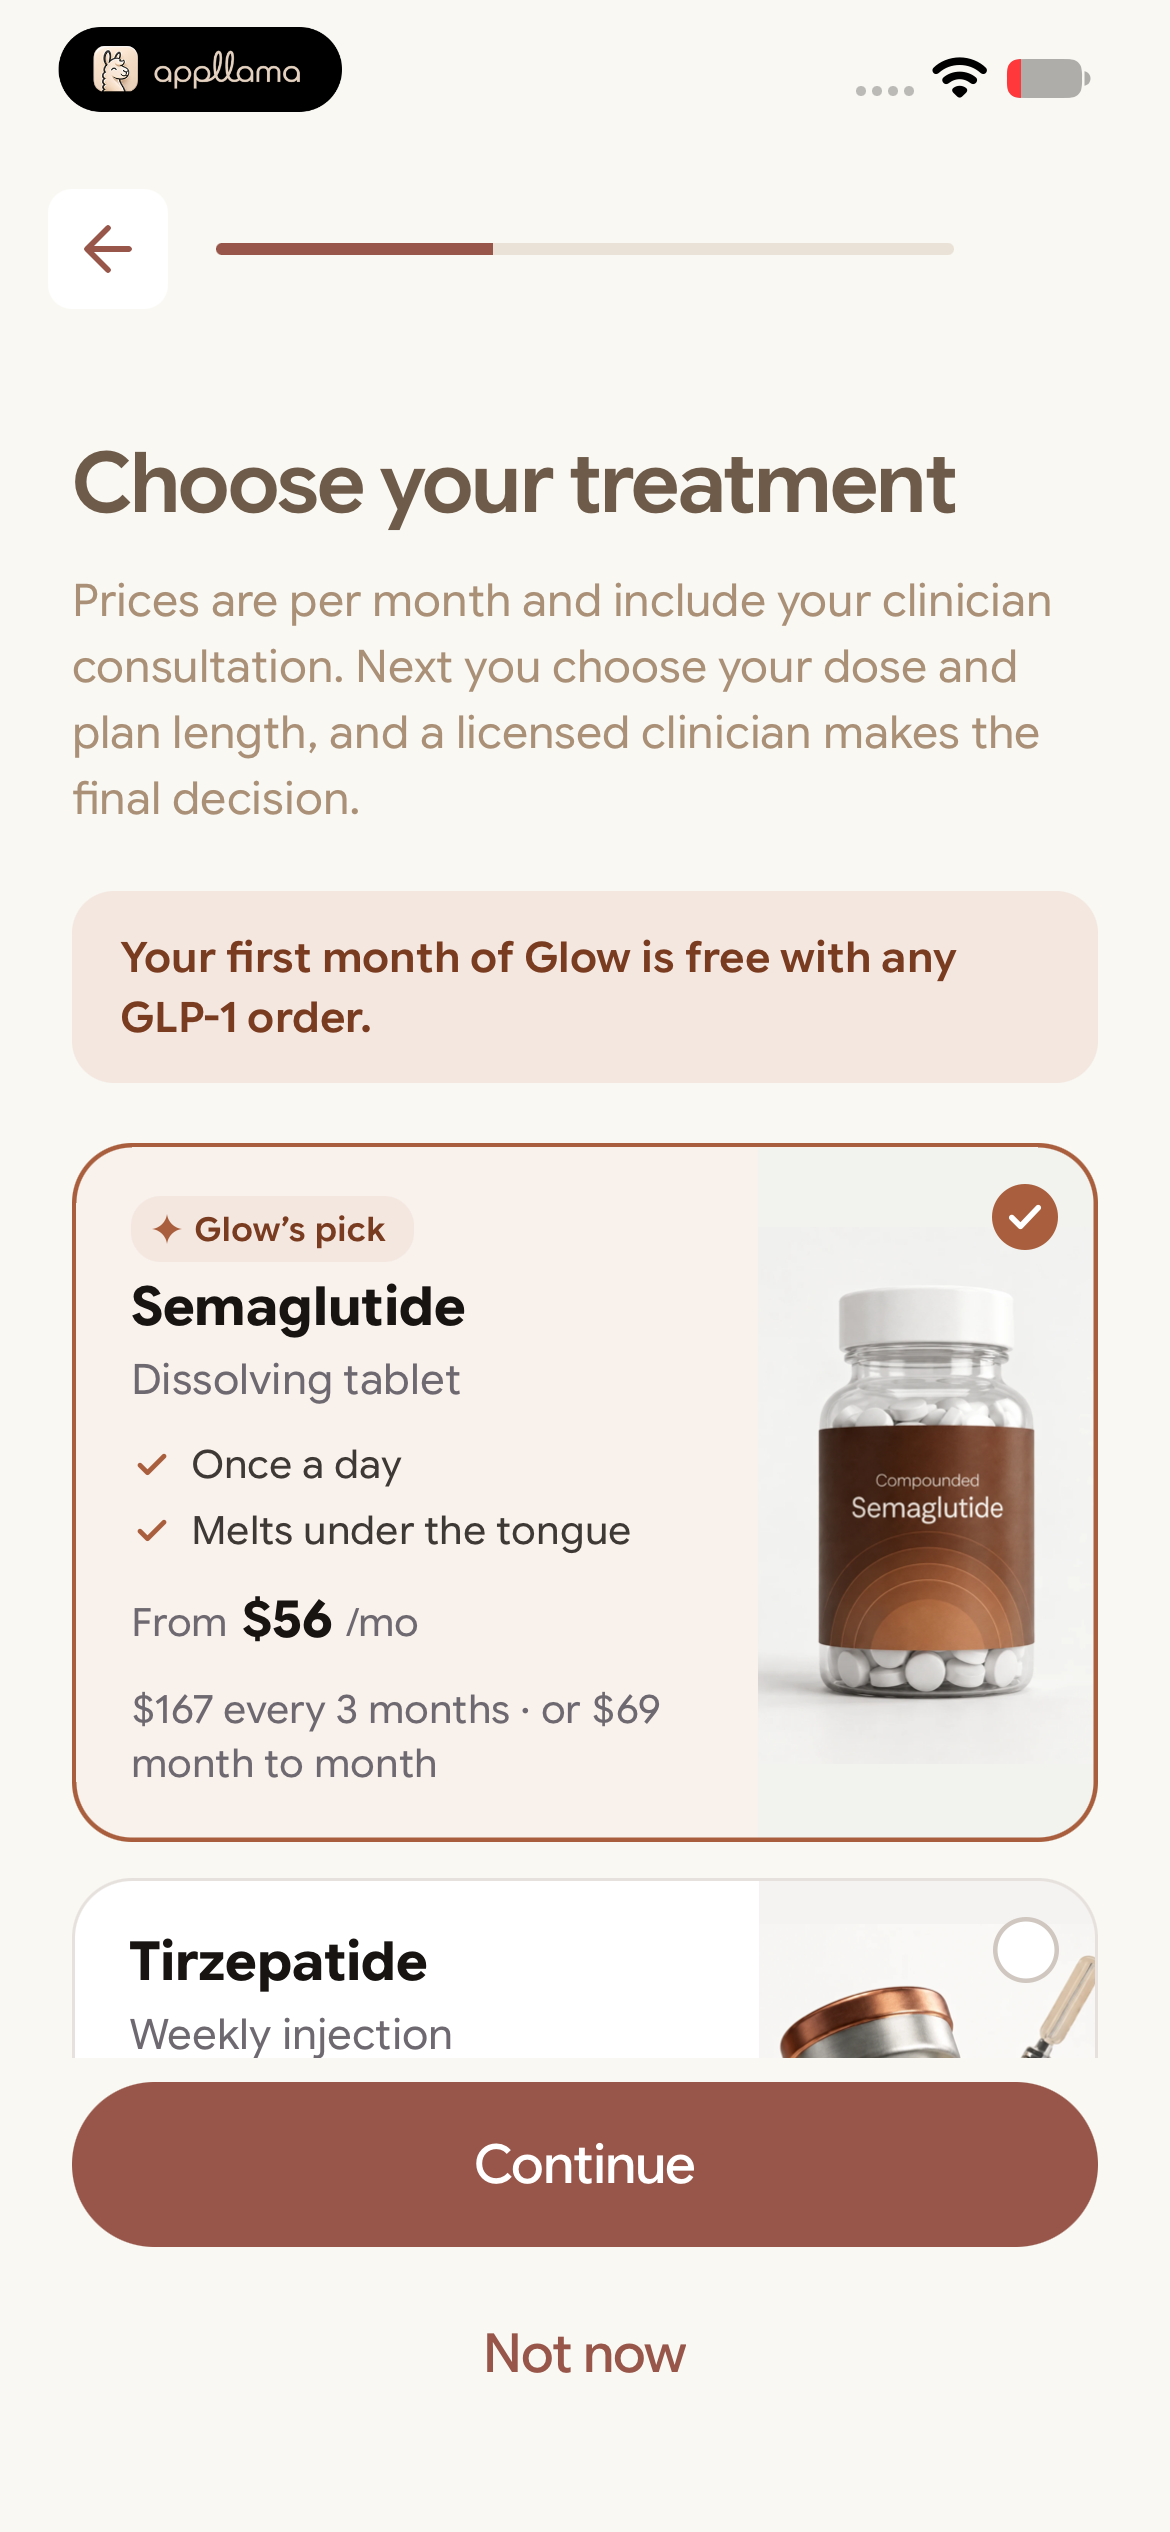 appllama
Choose your treatment
Prices are per month and include your clinician
consultation. Next you choose your dose and
plan length, and a licensed clinician makes the
final decision.
Your first month of Glow is free with any
GLP-1 order.
Glow’s pick
Semaglutide
Dissolving tablet
Once a day
Melts under the tongue
From $56 /mo
$167 every 3 months · or $69
month to month
Compounded
Semaglutide
Tirzepatide
Weekly injection
Continue
Not now